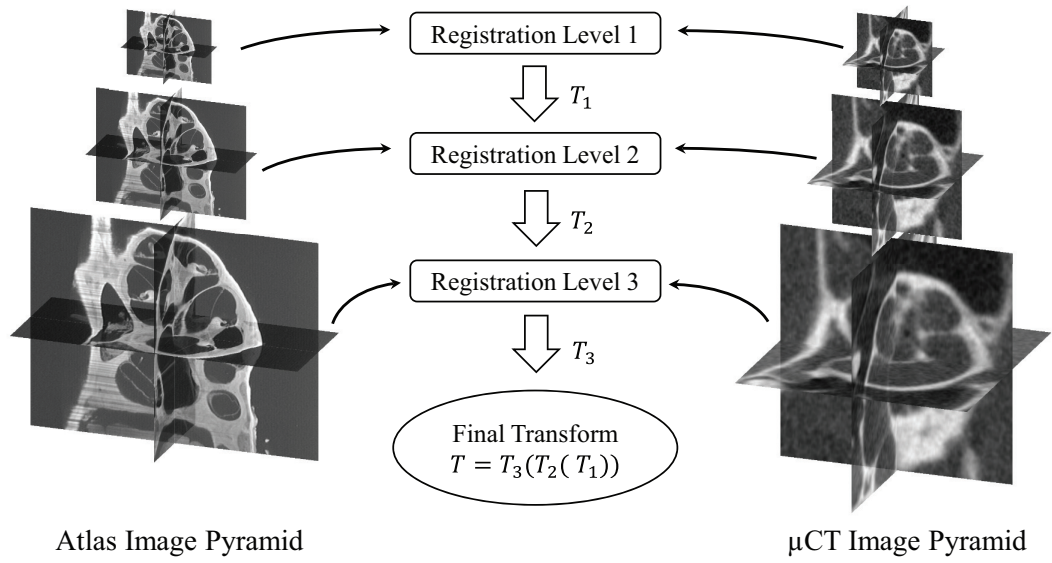 Registration Level 1
T₁
Registration Level 2
T₂
Registration Level 3
T₃
Final Transform
T = T₃(T₂( T₁))
Atlas Image Pyramid
µCT Image Pyramid